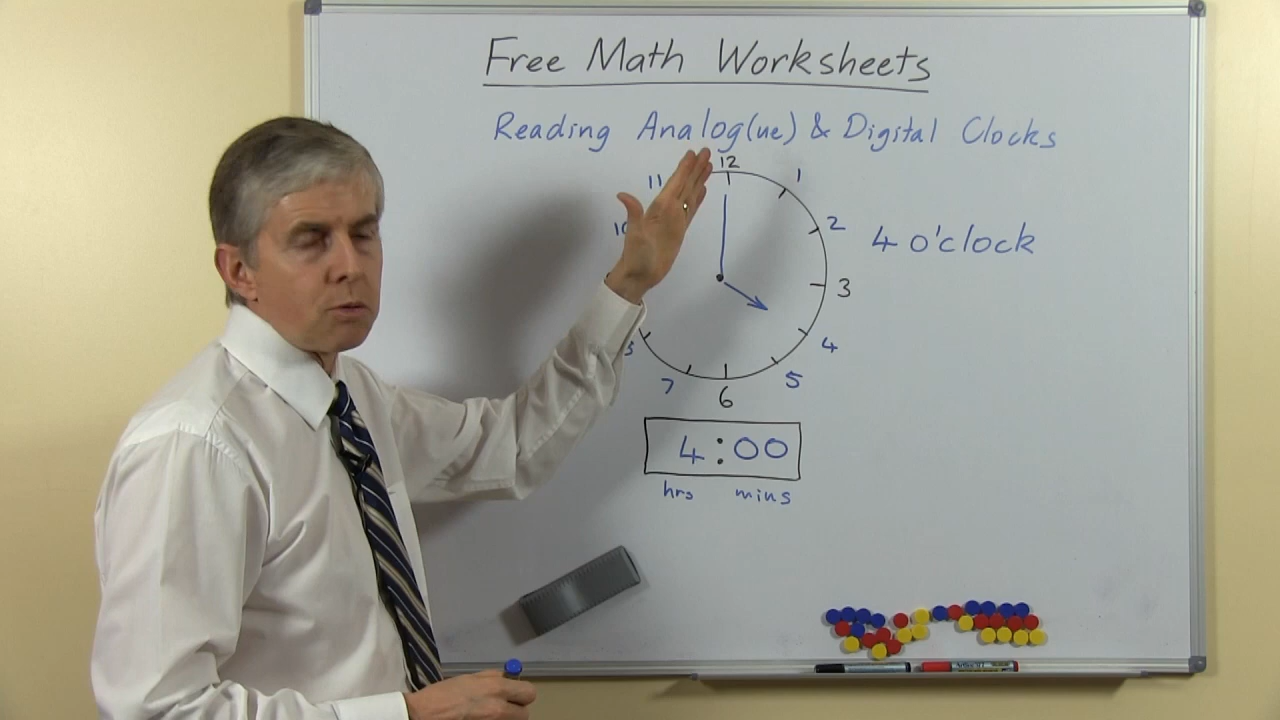 Free Math Worksheets
Reading Analog(ue) & Digital Clocks
12
11
1
10
2
4 o'clock
3
4
7
5
6
4:00
hrs mins